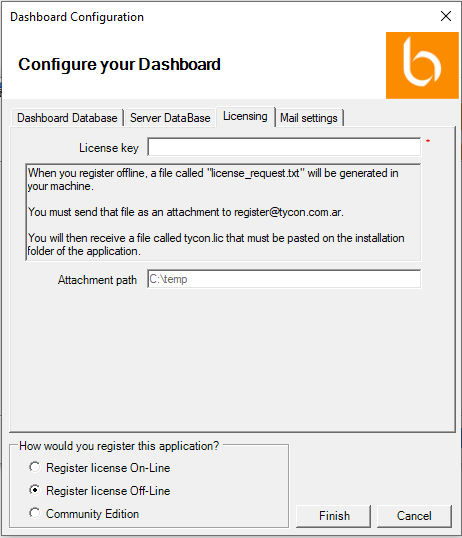 Dashboard Configuration
Configure your Dashboard
Dashboard Database
Server DataBase
Licensing
Mail settings
License key
*
When you register offline, a file called "license_request.txt" will be generated in
your machine.
You must send that file as an attachment to register@tycon.com.ar.
You will then receive a file called tycon.lic that must be pasted on the installation
folder of the application.
Attachment path
C:\temp
How would you register this application?
Register license On-Line
Register license Off-Line
Community Edition
Finish
Cancel